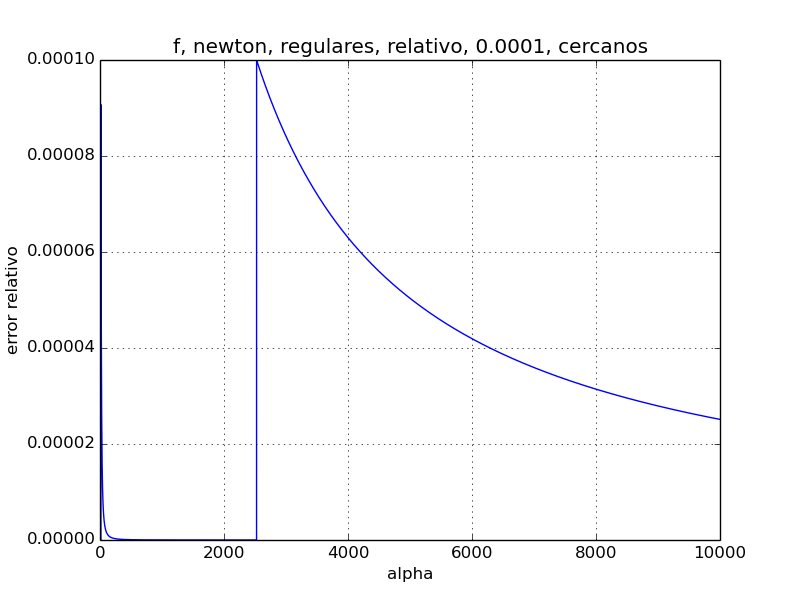 f, newton, regulares, relativo, 0.0001, cercanos
0.00010
0.00008
0.00006
0.00004
0.00002
0.00000
error relativo
0 2000 4000 6000 8000 10000
alpha